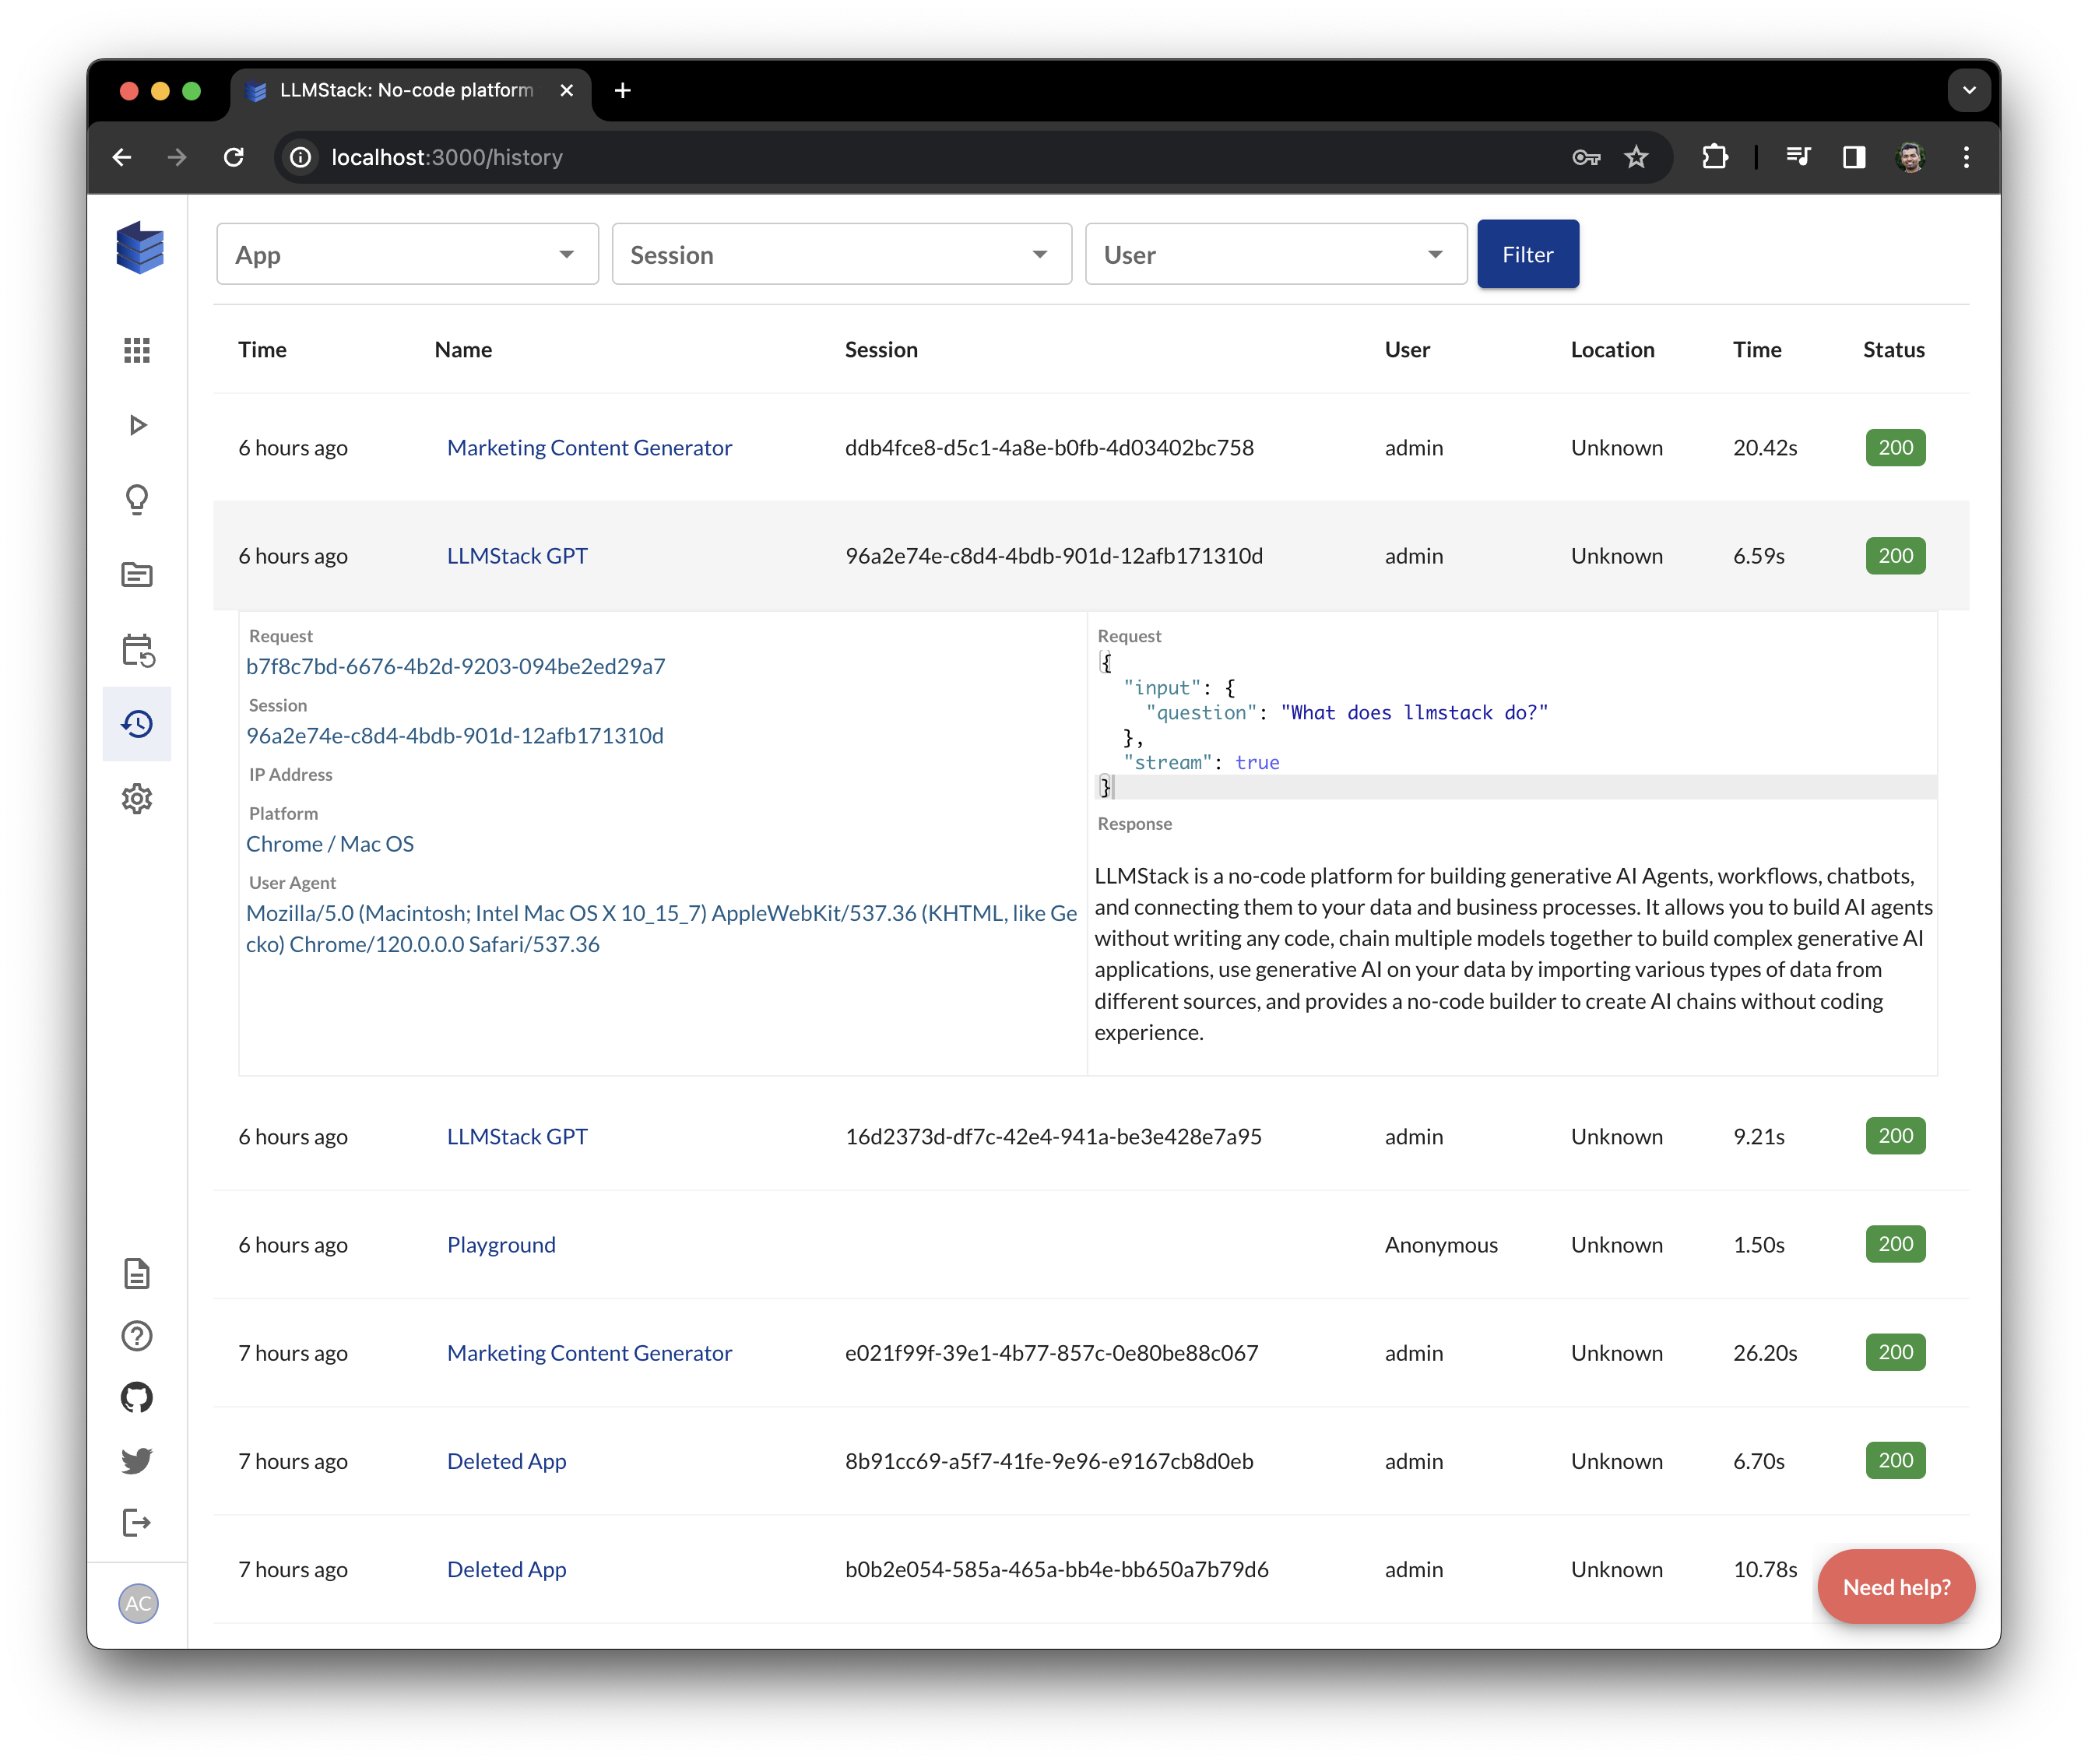 LLMStack: No-code platform
localhost:3000/history
App
Session
User
Filter
Time Name Session User Location Time Status
6 hours ago Marketing Content Generator ddb4fce8-d5c1-4a8e-b0fb-4d03402bc758 admin Unknown 20.42s 200
6 hours ago LLMStack GPT 96a2e74e-c8d4-4bdb-901d-12afb171310d admin Unknown 6.59s 200
Request
b7f8c7bd-6676-4b2d-9203-094be2ed29a7
Session
96a2e74e-c8d4-4bdb-901d-12afb171310d
IP Address
Platform
Chrome / Mac OS
User Agent
Mozilla/5.0 (Macintosh; Intel Mac OS X 10_15_7) AppleWebKit/537.36 (KHTML, like Ge
cko) Chrome/120.0.0.0 Safari/537.36
Request
{
"input": {
"question": "What does llmstack do?"
},
"stream": true
}
Response
LLMStack is a no-code platform for building generative AI Agents, workflows, chatbots,
and connecting them to your data and business processes. It allows you to build AI agents
without writing any code, chain multiple models together to build complex generative AI
applications, use generative AI on your data by importing various types of data from
different sources, and provides a no-code builder to create AI chains without coding
experience.
6 hours ago LLMStack GPT 16d2373d-df7c-42e4-941a-be3e428e7a95 admin Unknown 9.21s 200
6 hours ago Playground Anonymous Unknown 1.50s 200
7 hours ago Marketing Content Generator e021f99f-39e1-4b77-857c-0e80be88c067 admin Unknown 26.20s 200
7 hours ago Deleted App 8b91cc69-a5f7-41fe-9e96-e9167cb8d0eb admin Unknown 6.70s 200
7 hours ago Deleted App b0b2e054-585a-465a-bb4e-bb650a7b79d6 admin Unknown 10.78s
Need help?
AC